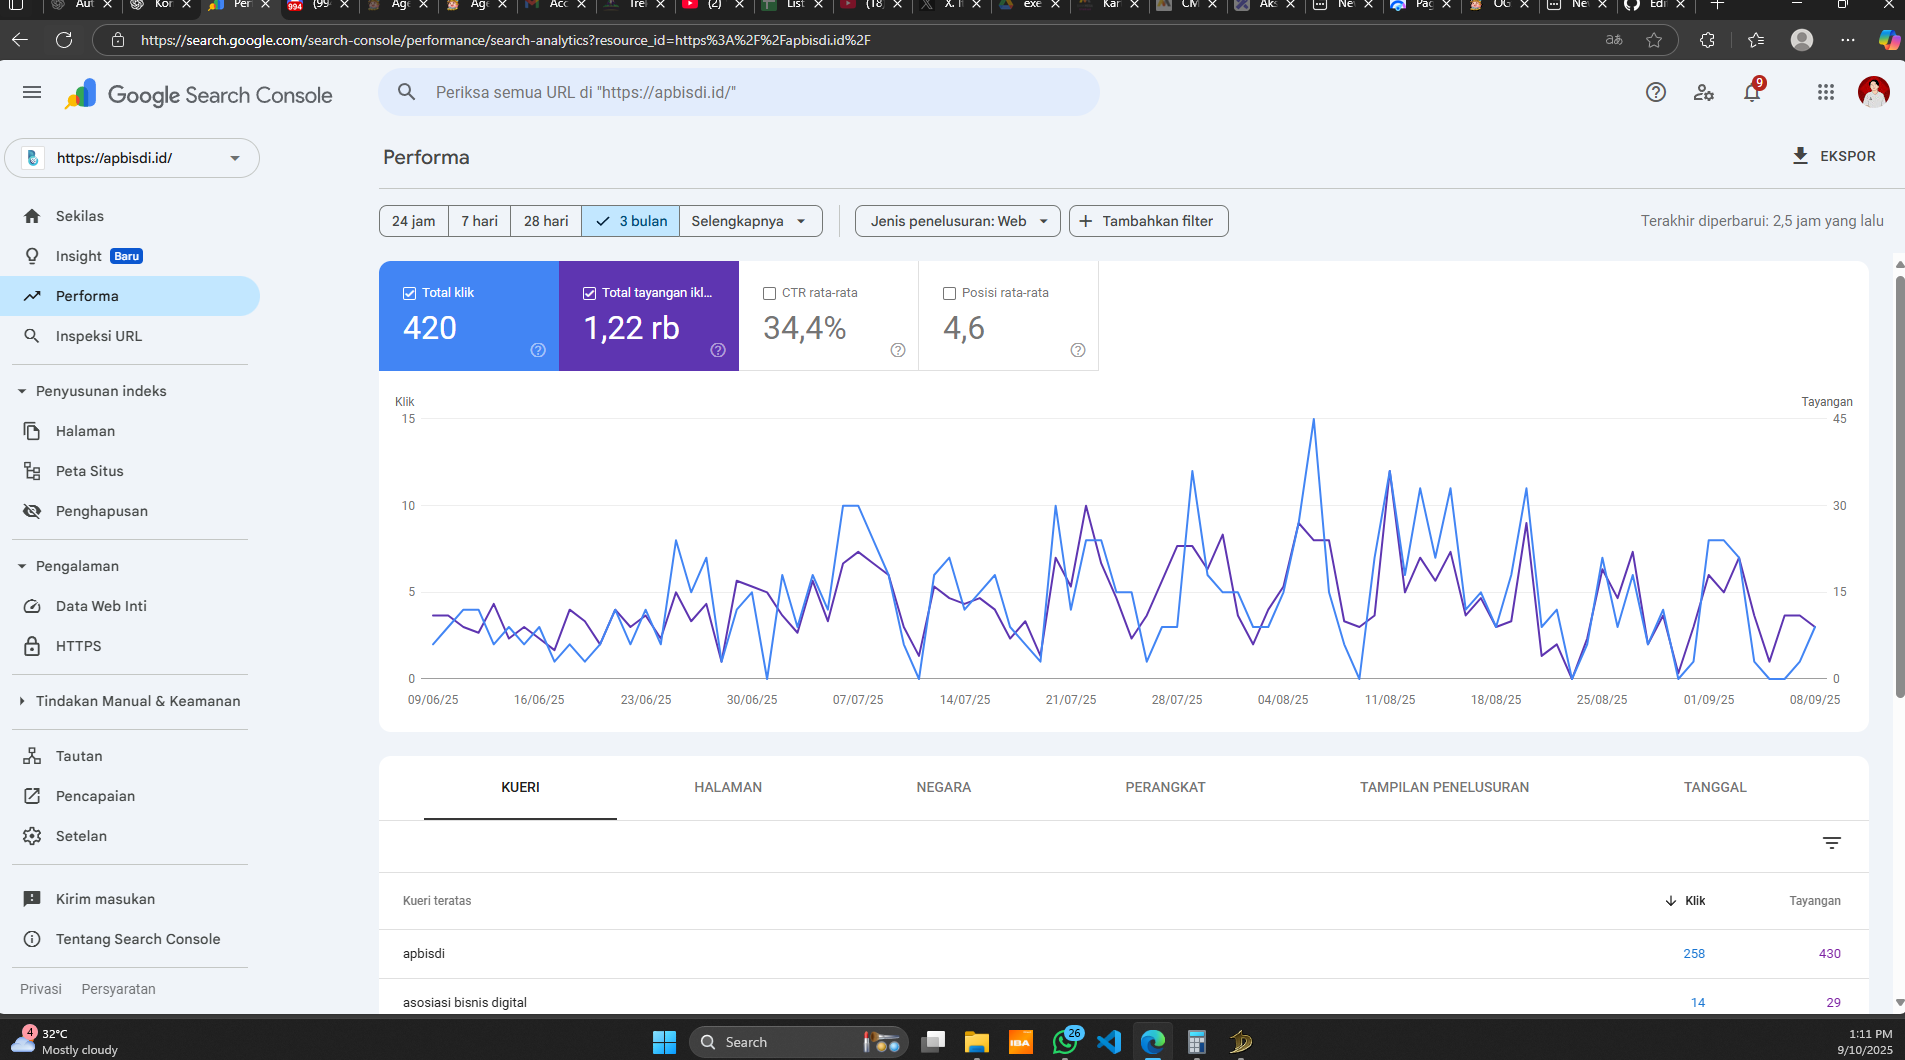 Aut
Kor
Per
(99
Age
Age
Acc
Trel
(2)
List
(18)
X. I
exe
Kar
CM
Aks
Ne
Pag
OG
Ne
Edi
https://search.google.com/search-console/performance/search-analytics?resource_id=https%3A%2F%2Fapbisdi.id%2F
Google Search Console
Periksa semua URL di "https://apbisdi.id/"
9
https://apbisdi.id/
Performa
EKSPOR
Sekilas
Insight Baru
Performa
Inspeksi URL
Penyusunan indeks
Halaman
Peta Situs
Penghapusan
Pengalaman
Data Web Inti
HTTPS
Tindakan Manual & Keamanan
Tautan
Pencapaian
Setelan
Kirim masukan
Tentang Search Console
Privasi Persyaratan
24 jam 7 hari 28 hari 3 bulan Selengkapnya Jenis penelusuran: Web + Tambahkan filter Terakhir diperbarui: 2,5 jam yang lalu
Total klik
420
Total tayangan ikl...
1,22 rb
CTR rata-rata
34,4%
Posisi rata-rata
4,6
Klik
Tayangan
15 45
10 30
5 15
0 0
09/06/25 16/06/25 23/06/25 30/06/25 07/07/25 14/07/25 21/07/25 28/07/25 04/08/25 11/08/25 18/08/25 25/08/25 01/09/25 08/09/25
KUERI HALAMAN NEGARA PERANGKAT TAMPILAN PENELUSURAN TANGGAL
Kueri teratas Klik Tayangan
apbisdi 258 430
asosiasi bisnis digital 14 29
4
32°C
Mostly cloudy
Search
IBA
26
1:11 PM
9/10/2025